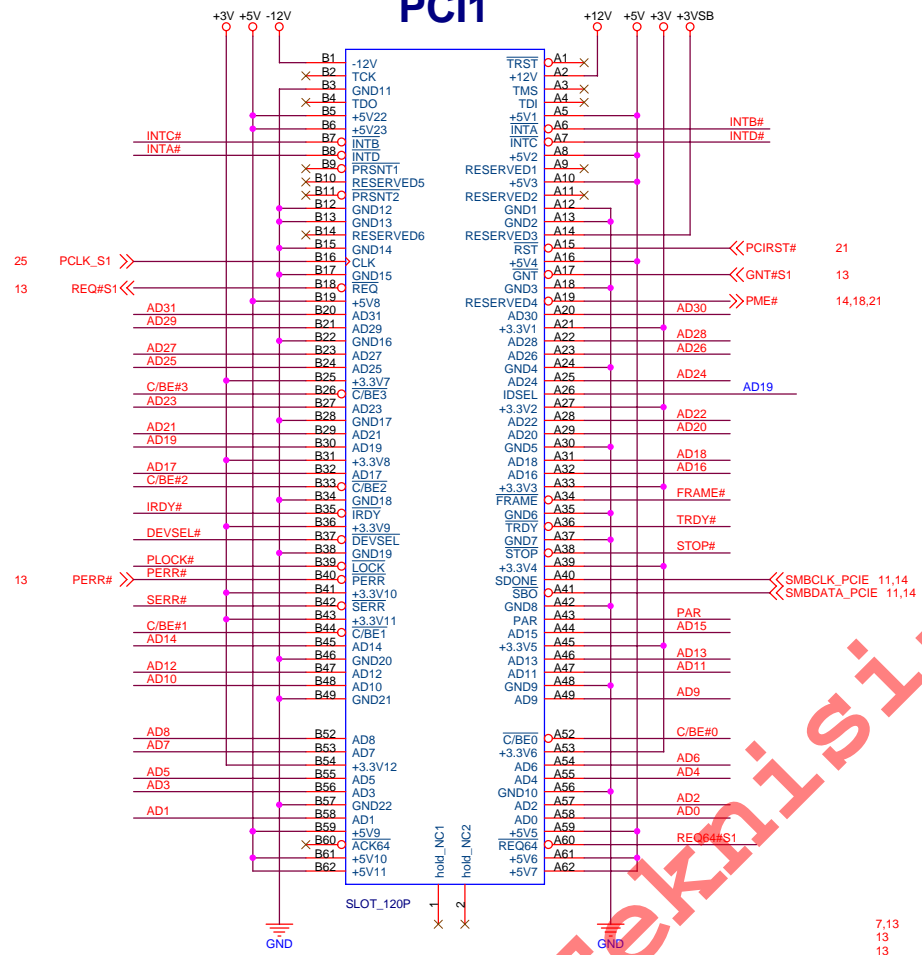 PCI1
+3V +5V -12V +12V +5V +3V +3VSB
B1 -12V TRST A1
B2 TCK +12V A2
B3 GND11 TMS A3
B4 TDO TDI A4
B5 +5V22 +5V1 A5
B6 +5V23 INTA A6 INTB#
INTC# B7 INTB INTC A7 INTD#
INTA# B8 INTD +5V2 A8
B9 PRSNT1 RESERVED1 A9
B10 RESERVED5 +5V3 A10
B11 PRSNT2 RESERVED2 A11
B12 GND12 GND1 A12
B13 GND13 GND2 A13
B14 RESERVED6 RESERVED3 A14
B15 GND14 RST A15 PCIRST# 21
25 PCLK_S1 B16 CLK +5V4 A16
B17 GND15 GNT A17 GNT#S1 13
13 REQ#S1 B18 REQ GND3 A18
B19 +5V8 RESERVED4 A19 PME# 14,18,21
AD31 B20 AD31 AD30 A20 AD30
AD29 B21 AD29 +3.3V1 A21
B22 GND16 AD28 A22 AD28
AD27 B23 AD27 AD26 A23 AD26
AD25 B24 AD25 GND4 A24
B25 +3.3V7 AD24 A25 AD24
C/BE#3 B26 C/BE3 IDSEL A26 AD19
AD23 B27 AD23 +3.3V2 A27
B28 GND17 AD22 A28 AD22
AD21 B29 AD21 AD20 A29 AD20
AD19 B30 AD19 GND5 A30
B31 +3.3V8 AD18 A31 AD18
AD17 B32 AD17 AD16 A32 AD16
C/BE#2 B33 C/BE2 +3.3V3 A33
B34 GND18 FRAME A34 FRAME#
IRDY# B35 IRDY GND6 A35
B36 +3.3V9 TRDY A36 TRDY#
DEVSEL# B37 DEVSEL GND7 A37
B38 GND19 STOP A38 STOP#
PLOCK# B39 LOCK +3.3V4 A39
13 PERR# PERR# B40 PERR SDONE A40 SMBCLK_PCIE 11,14
B41 +3.3V10 SBO A41 SMBDATA_PCIE 11,14
SERR# B42 SERR GND8 A42
B43 +3.3V11 PAR A43 PAR
C/BE#1 B44 C/BE1 AD15 A44 AD15
AD14 B45 AD14 +3.3V5 A45
B46 GND20 AD13 A46 AD13
AD12 B47 AD12 AD11 A47 AD11
AD10 B48 AD10 GND9 A48
B49 GND21 AD9 A49 AD9
AD8 B52 AD8 C/BE0 A52 C/BE#0
AD7 B53 AD7 +3.3V6 A53
B54 +3.3V12 AD6 A54 AD6
AD5 B55 AD5 AD4 A55 AD4
AD3 B56 AD3 GND10 A56
B57 GND22 AD2 A57 AD2
AD1 B58 AD1 AD0 A58 AD0
B59 +5V9 +5V5 A59
B60 ACK64 REQ64 A60 REQ64#S1
B61 +5V10 +5V6 A61
B62 +5V11 +5V7 A62
hold_NC1 hold_NC2
SLOT_120P 1 2
GND GND
7,13
13
13